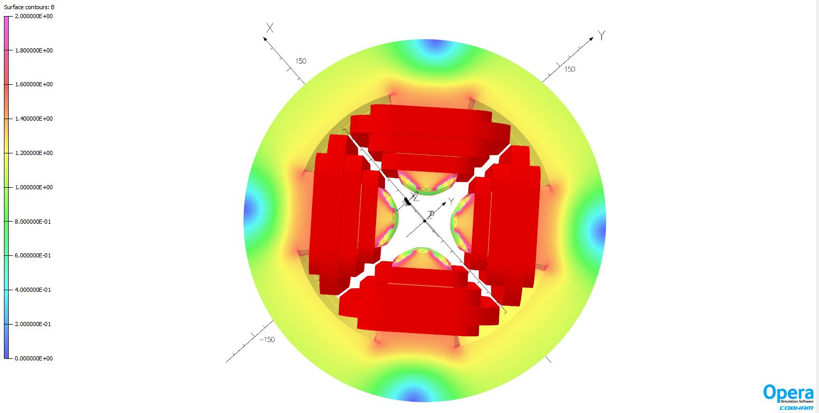 Surface contours: B
2.000000E+00
1.800000E+00
1.600000E+00
1.400000E+00
1.200000E+00
1.000000E+00
8.000000E-01
6.000000E-01
4.000000E-01
2.000000E-01
0.000000E+00
X
150
Y
150
Y
Z
-150
Opera
Simulation Software
COBHAM